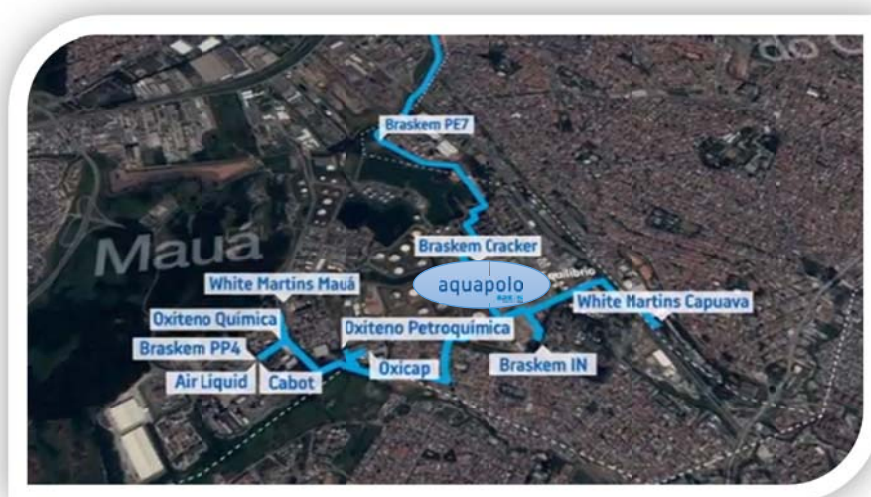 Braskem PE7
Mauá
Braskem Cracker
aquapolo
White Martins Mauá
White Martins Capuava
Oxiteno Química
Oxiteno Petroquímica
Braskem PP4
Oxicap
Braskem IN
Air Liquid
Cabot